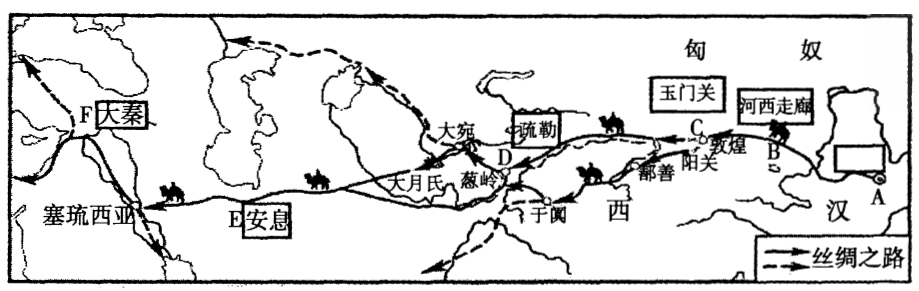 匈 奴
玉门关
河西走廊
F 大秦
大宛
疏勒
C
敦煌
B
D
大月氏
葱岭
鄯善
阳关
A
塞琉西亚
E 安息
于阗
西
汉
丝绸之路